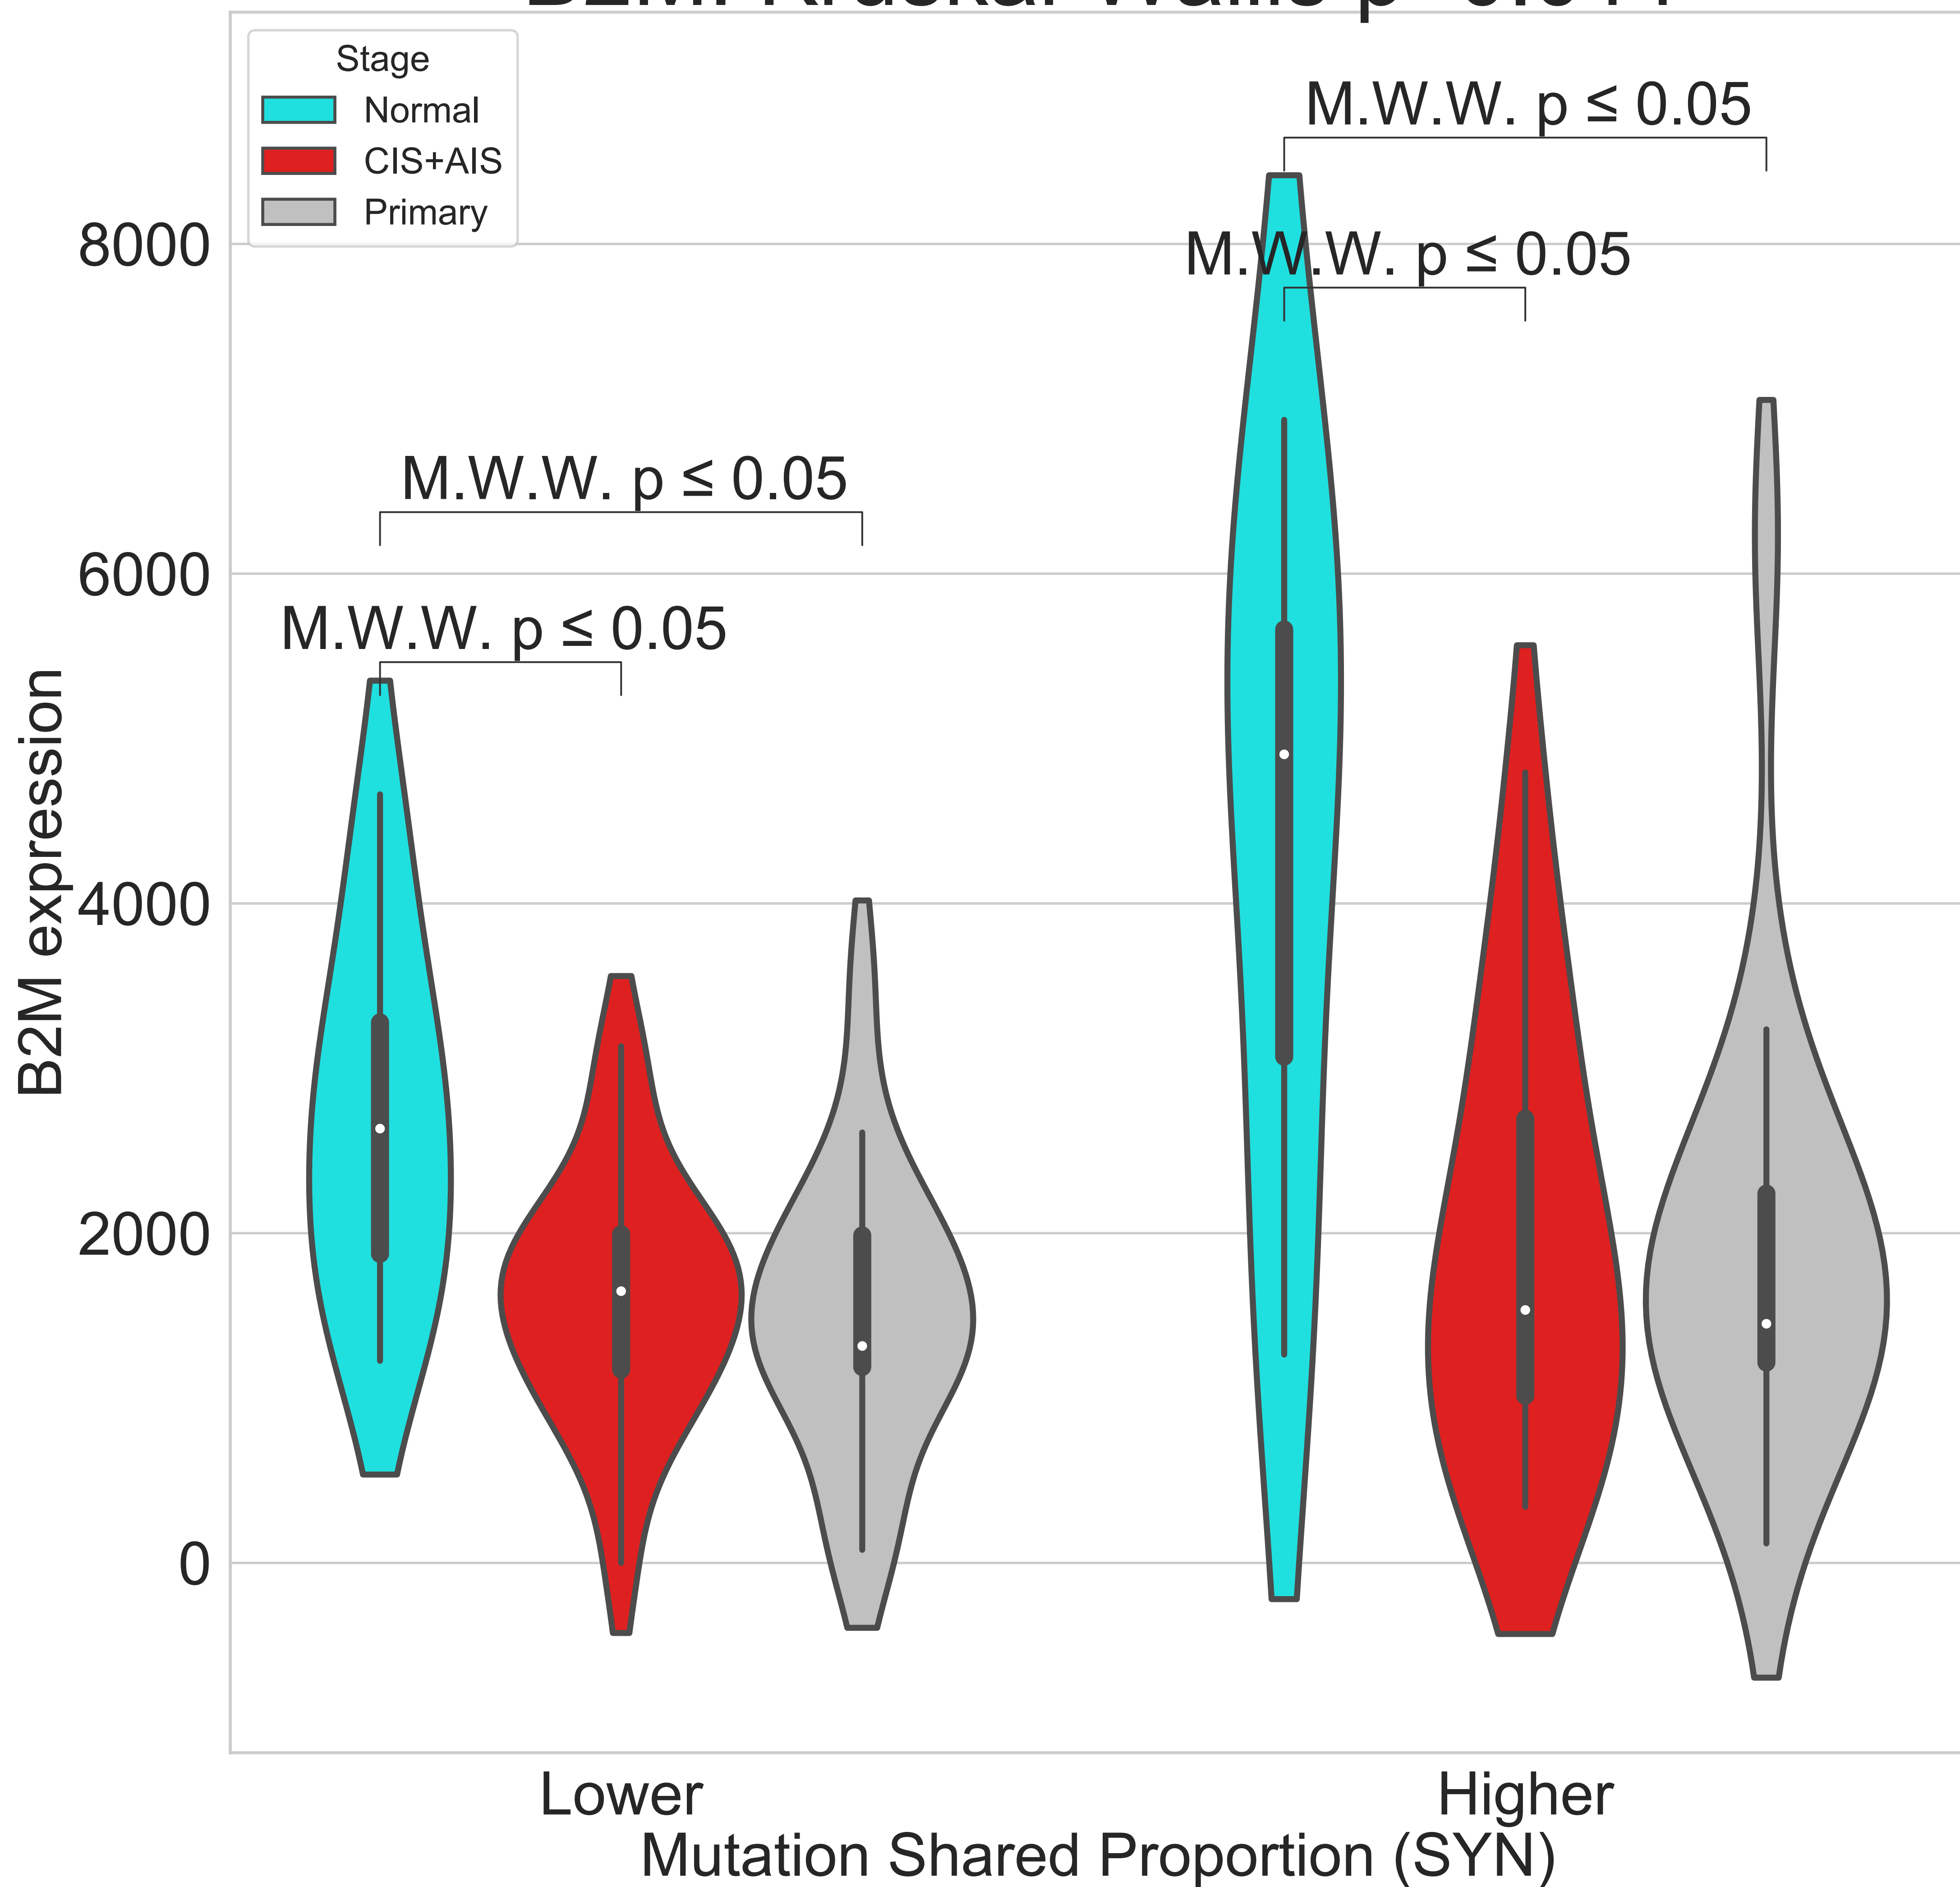 Stage
Normal
CIS+AIS
Primary
M.W.W. p ≤ 0.05
M.W.W. p ≤ 0.05
M.W.W. p ≤ 0.05
M.W.W. p ≤ 0.05
8000
6000
4000
2000
0
B2M expression
Lower
Higher
Mutation Shared Proportion (SYN)